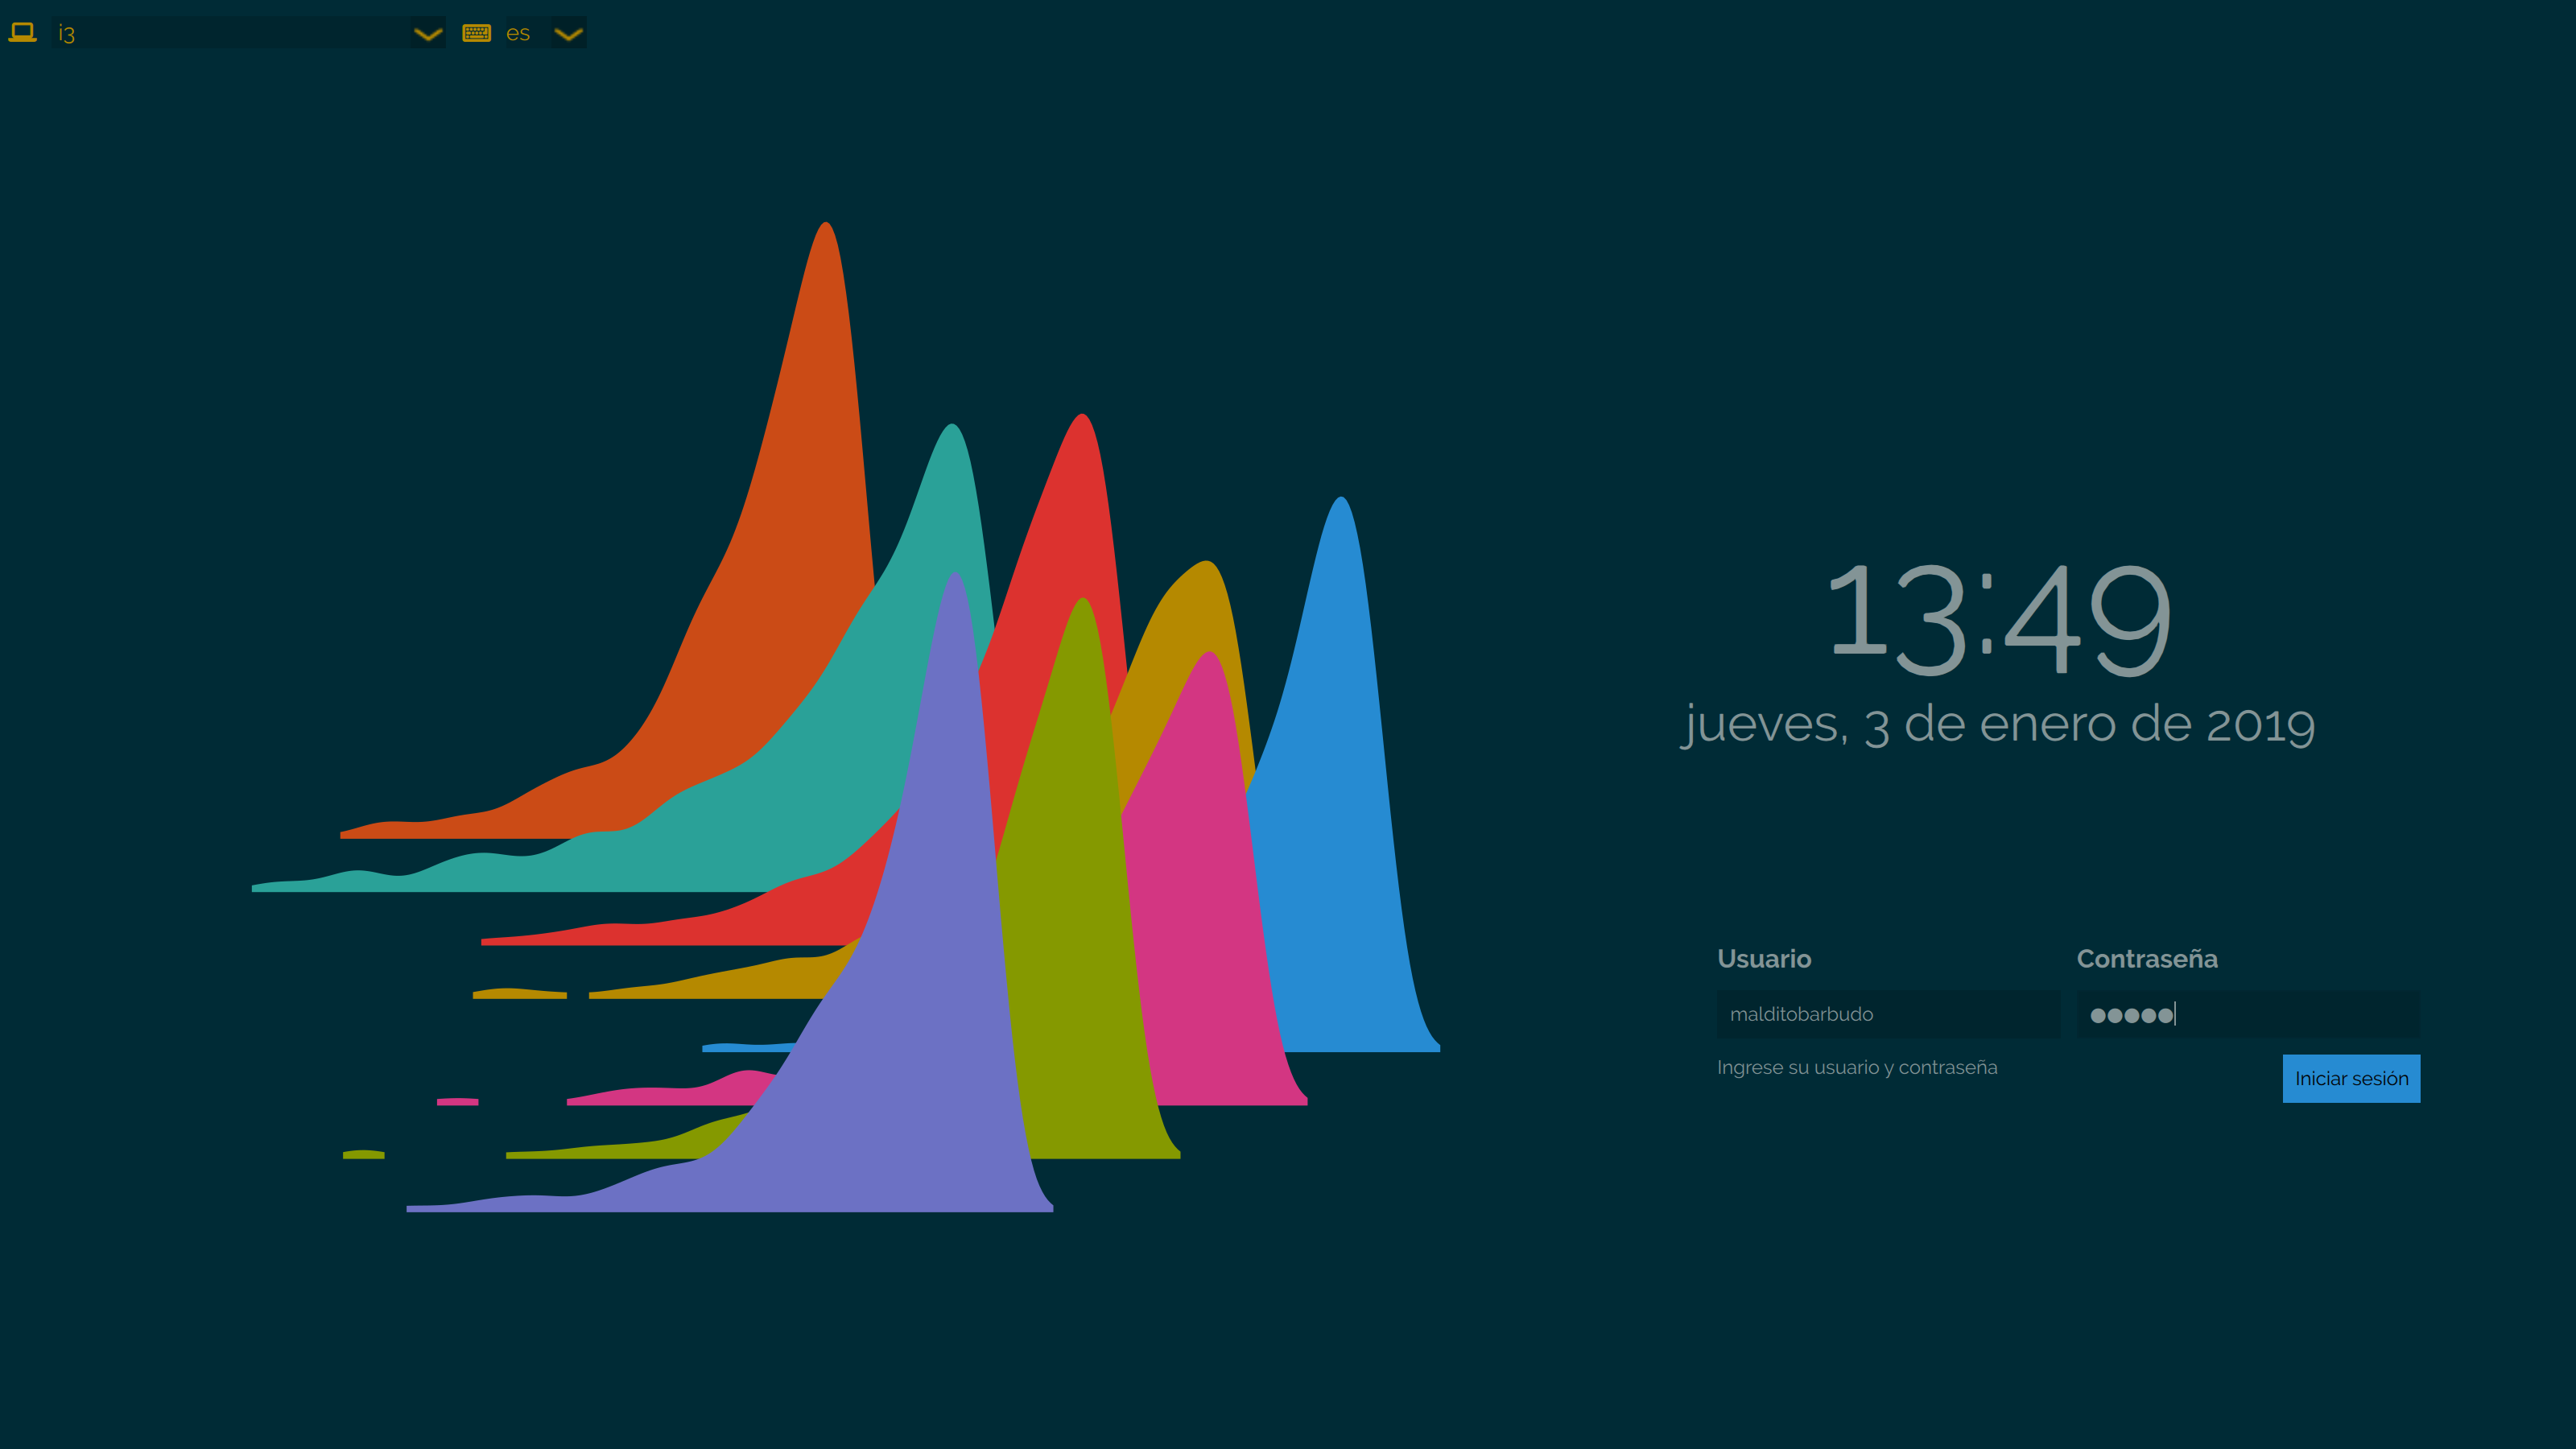 i3 es
13:49
jueves, 3 de enero de 2019
Usuario Contraseña
malditobarbudo ●●●●●
Ingrese su usuario y contraseña
Iniciar sesión